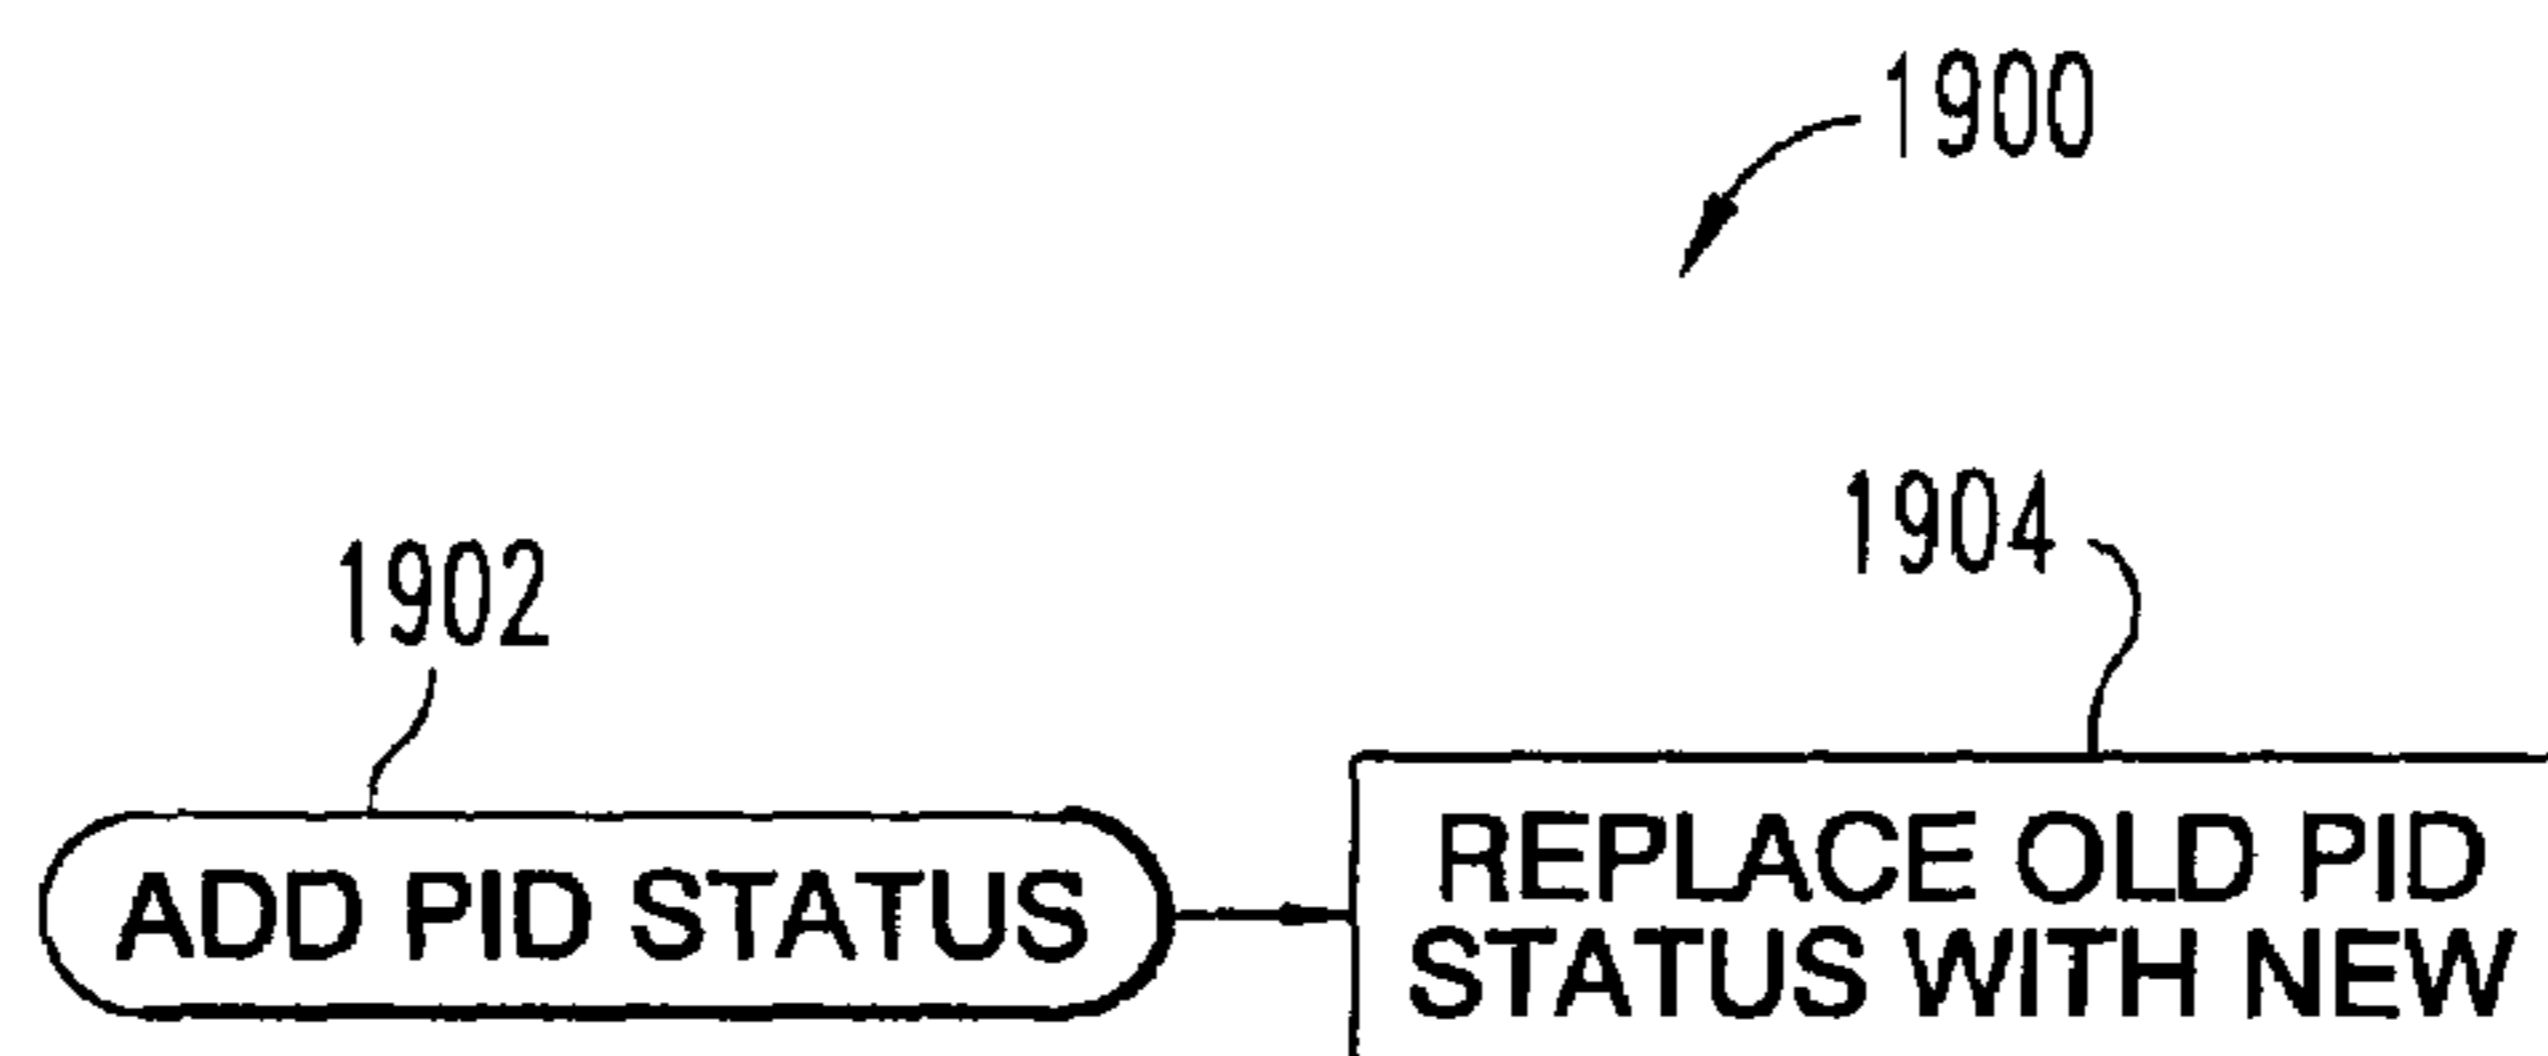 1900
1904
1902
ADD PID STATUS
REPLACE OLD PID
STATUS WITH NEW